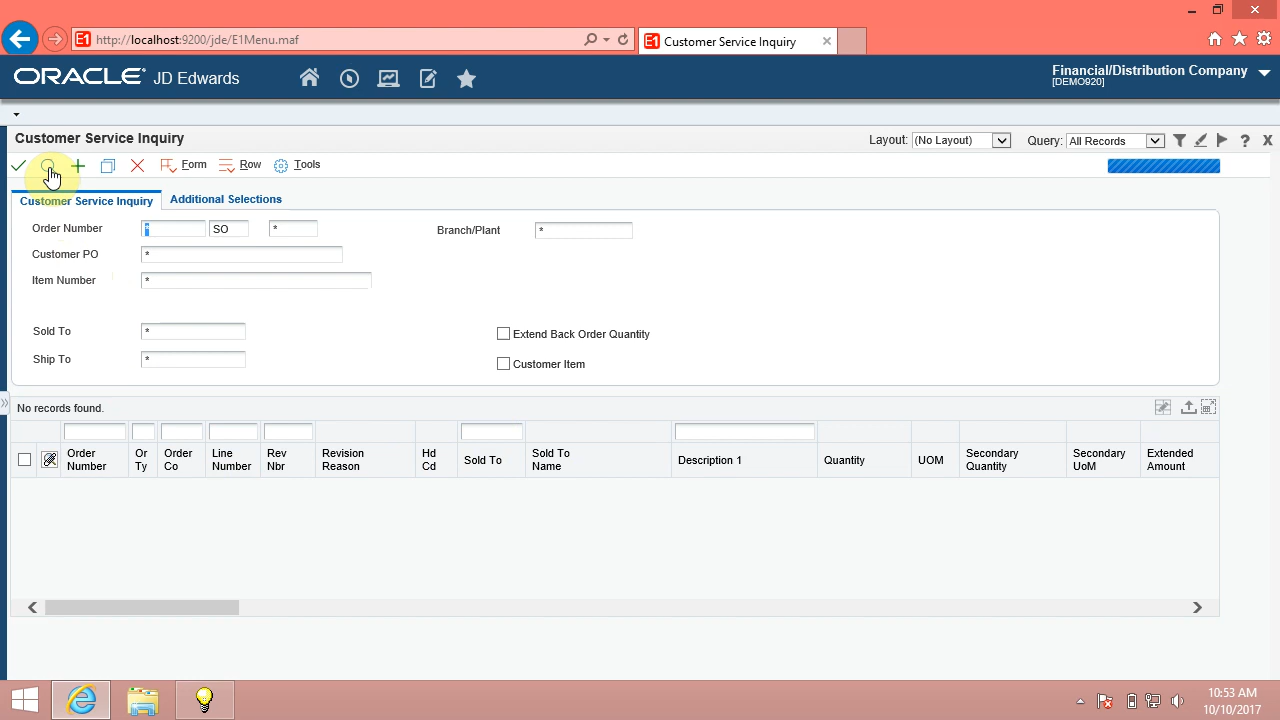 http://localhost:9200/jde/E1Menu.maf
E1 Customer Service Inquiry
ORACLE JD Edwards
Financial/Distribution Company
[DEMO920]
Customer Service Inquiry
Layout: (No Layout) Query: All Records
Form Row Tools
Customer Service Inquiry Additional Selections
Order Number * SO * Branch/Plant *
Customer PO *
Item Number *
Sold To * Extend Back Order Quantity
Ship To * Customer Item
No records found.
Order Number Or Ty Order Co Line Number Rev Nbr Revision Reason Hd Cd Sold To Sold To Name Description 1 Quantity UOM Secondary Quantity Secondary UoM Extended Amount
10:53 AM
10/10/2017